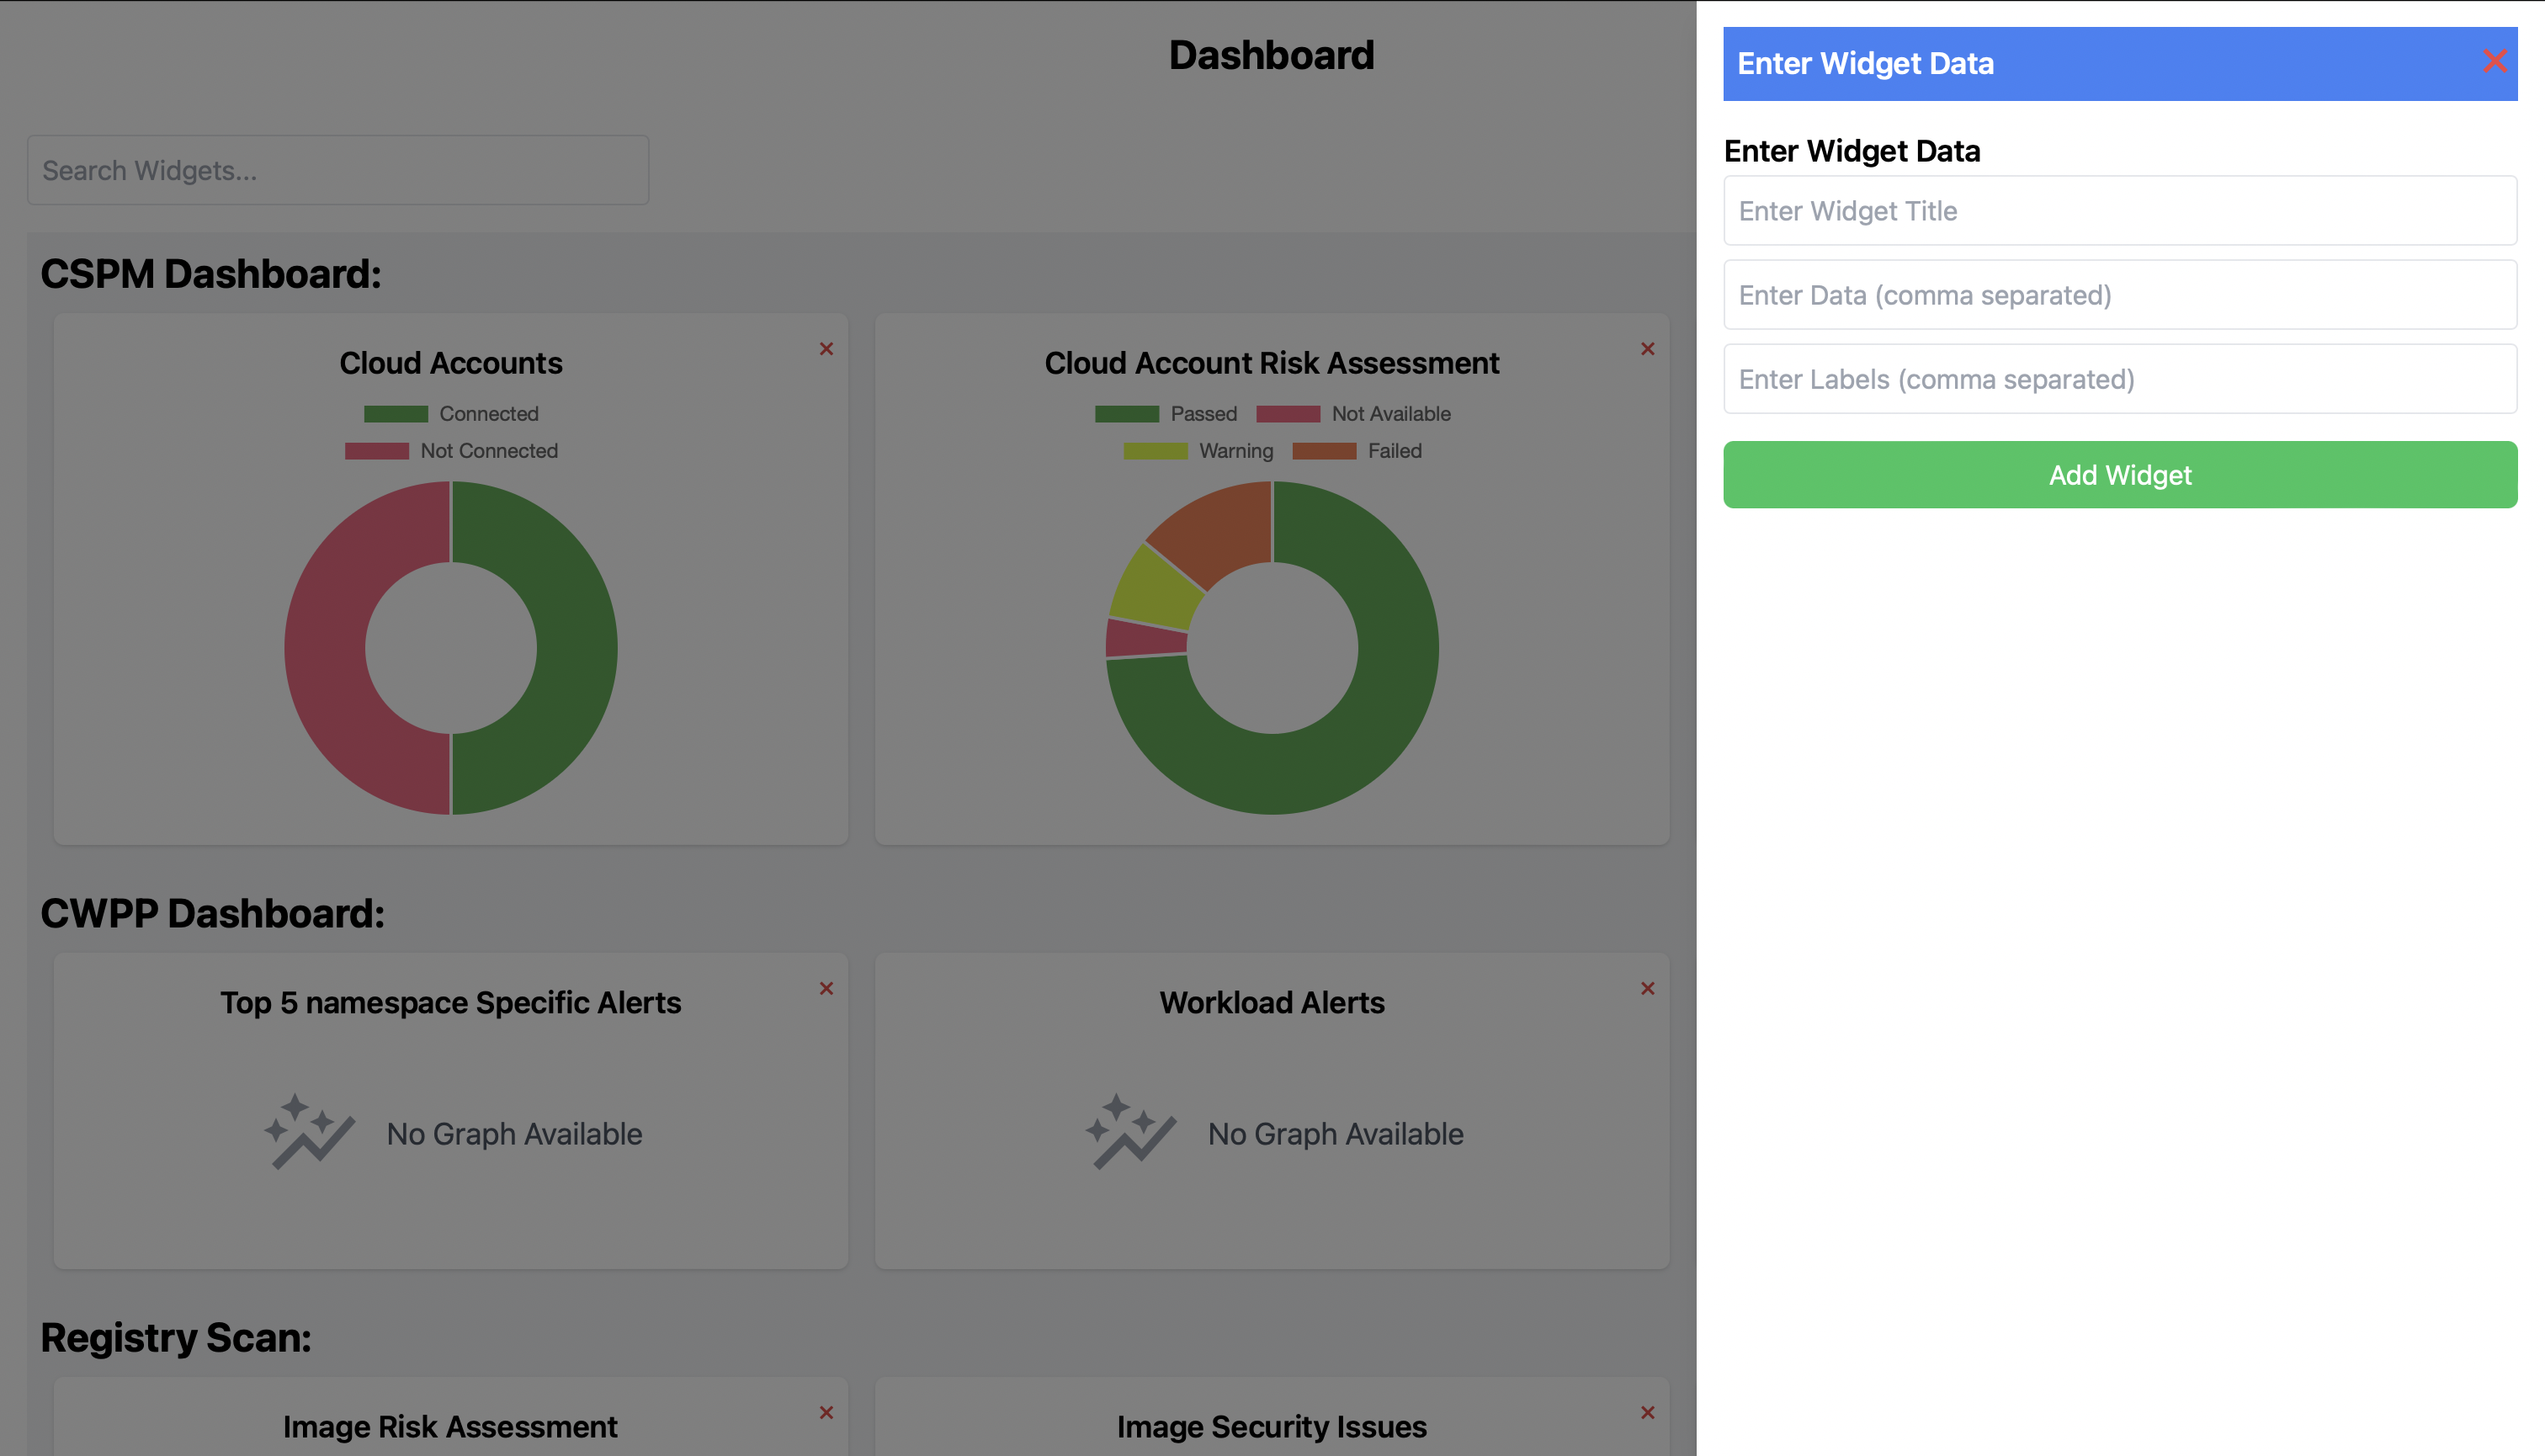 Dashboard
Search Widgets...
CSPM Dashboard:
Cloud Accounts
Connected
Not Connected
Cloud Account Risk Assessment
Passed Not Available
Warning Failed
CWPP Dashboard:
Top 5 namespace Specific Alerts
No Graph Available
Workload Alerts
No Graph Available
Registry Scan:
Image Risk Assessment
Image Security Issues
Enter Widget Data
Enter Widget Data
Enter Widget Title
Enter Data (comma separated)
Enter Labels (comma separated)
Add Widget